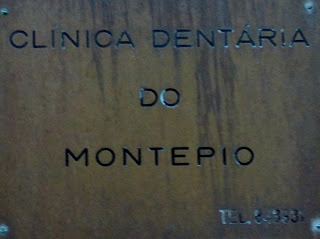 CLÍNICA DENTÁRIA
DO
MONTEPIO
TEL.